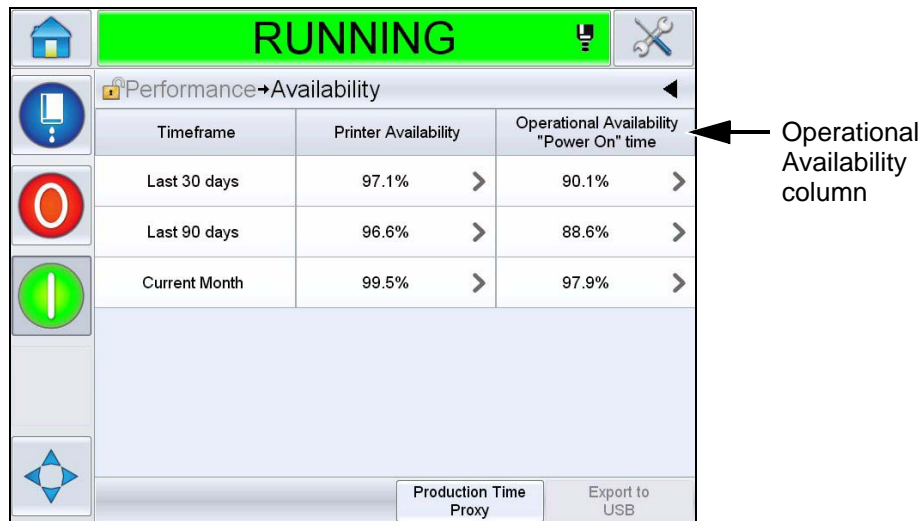 RUNNING
Performance→Availability
Timeframe
Printer Availability
Operational Availability
"Power On" time
Last 30 days
97.1%
90.1%
Last 90 days
96.6%
88.6%
Current Month
99.5%
97.9%
Production Time
Proxy
Export to
USB
Operational
Availability
column